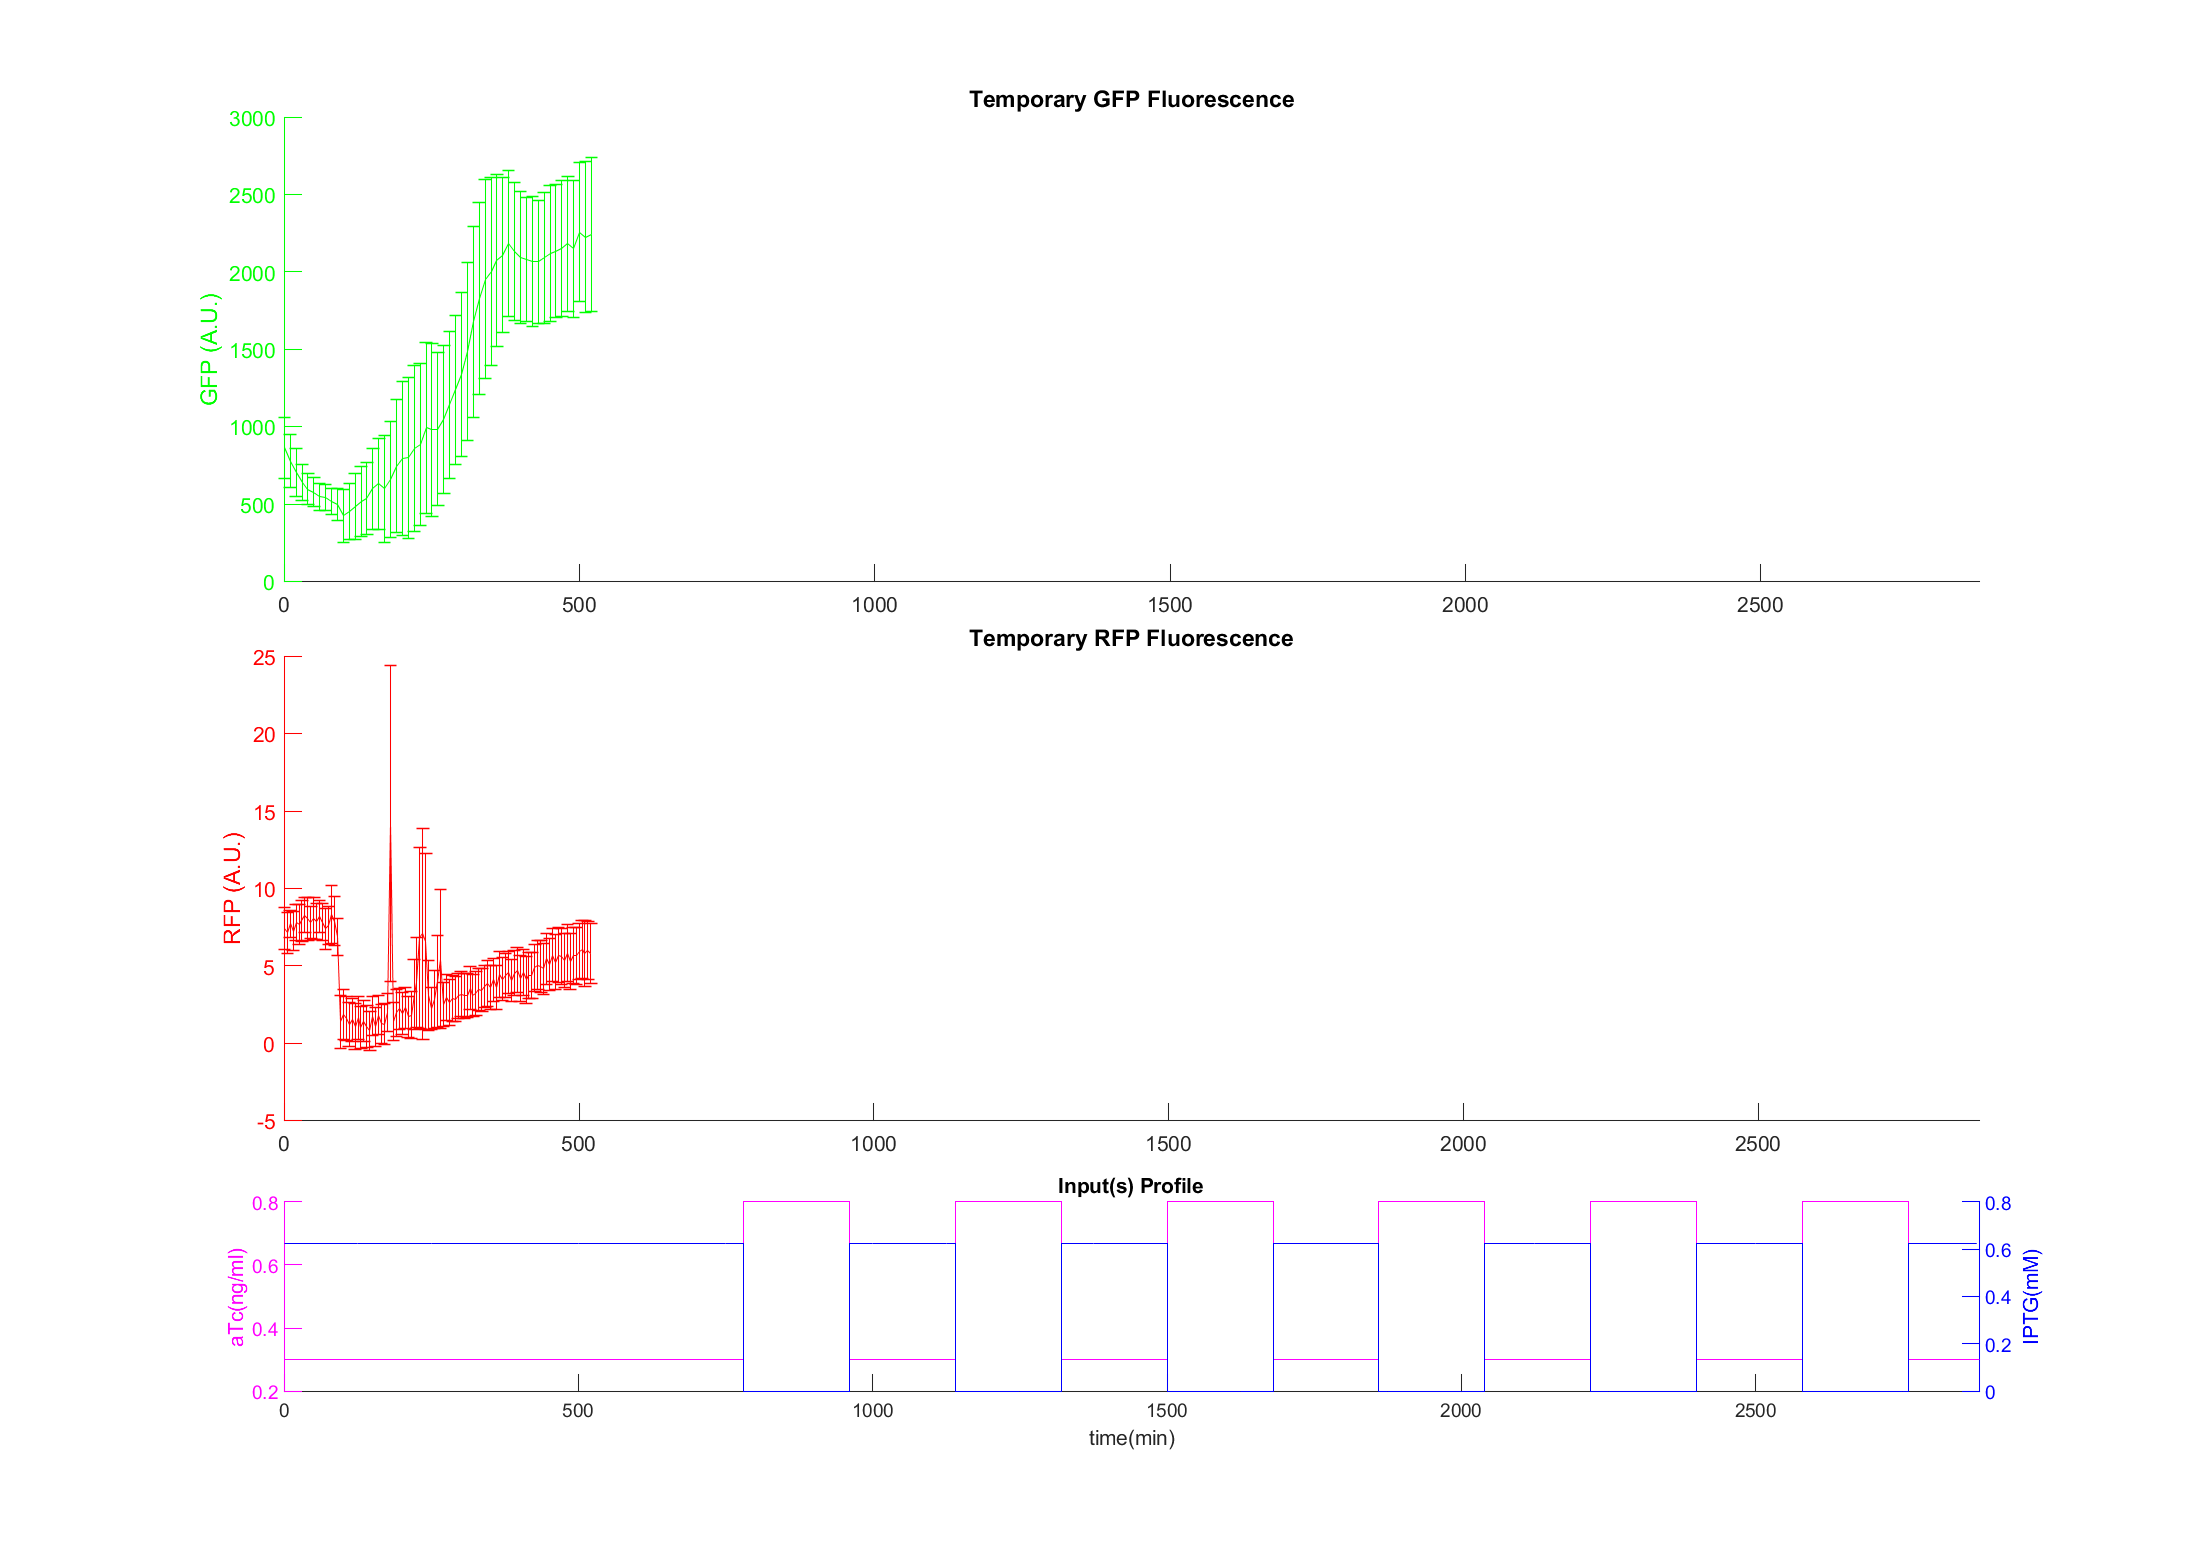 Temporary GFP Fluorescence
3000
2500
2000
1500
1000
500
0
GFP (A.U.)
0 500 1000 1500 2000 2500
Temporary RFP Fluorescence
25
20
15
10
5
0
-5
RFP (A.U.)
0 500 1000 1500 2000 2500
Input(s) Profile
0.8
0.6
0.4
0.2
aTc(ng/ml)
0.8
0.6
0.4
0.2
0
IPTG(mM)
0 500 1000 1500 2000 2500
time(min)